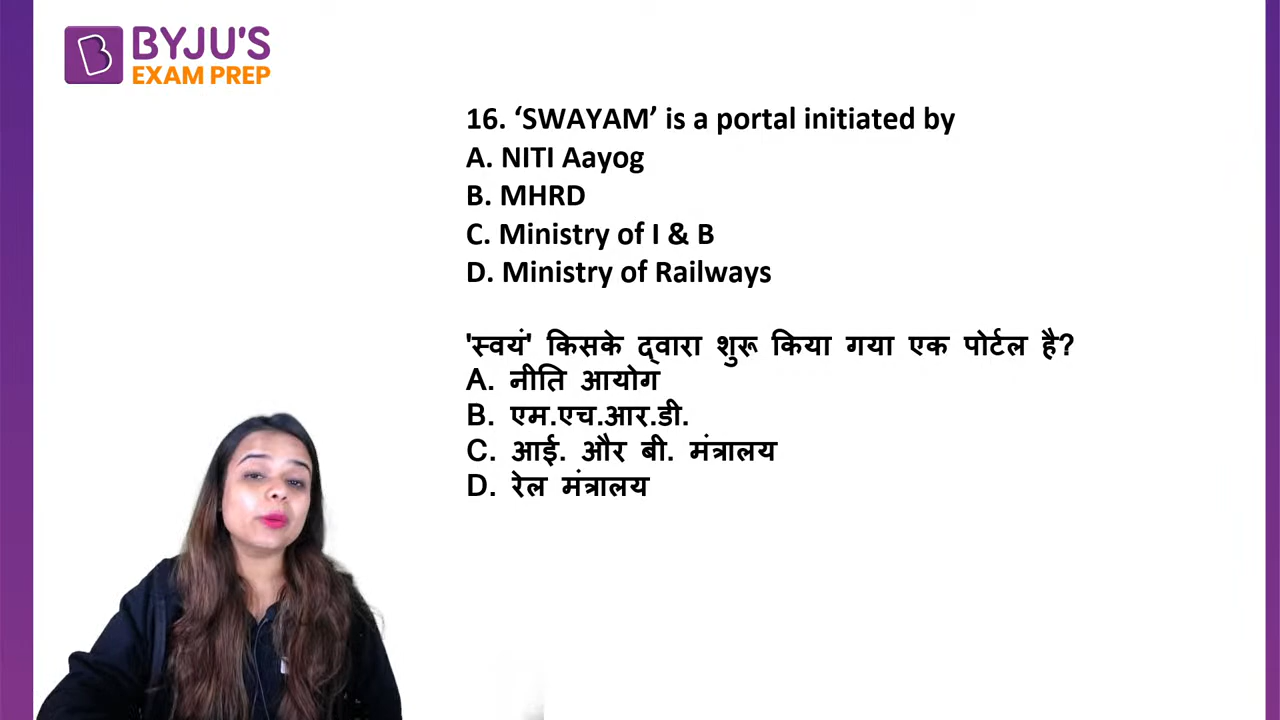 BYJU'S
EXAM PREP
16. ‘SWAYAM’ is a portal initiated by
A. NITI Aayog
B. MHRD
C. Ministry of I & B
D. Ministry of Railways
'स्वयं' किसके द्वारा शुरू किया गया एक पोर्टल है?
A. नीति आयोग
B. एम.एच.आर.डी.
C. आई. और बी. मंत्रालय
D. रेल मंत्रालय